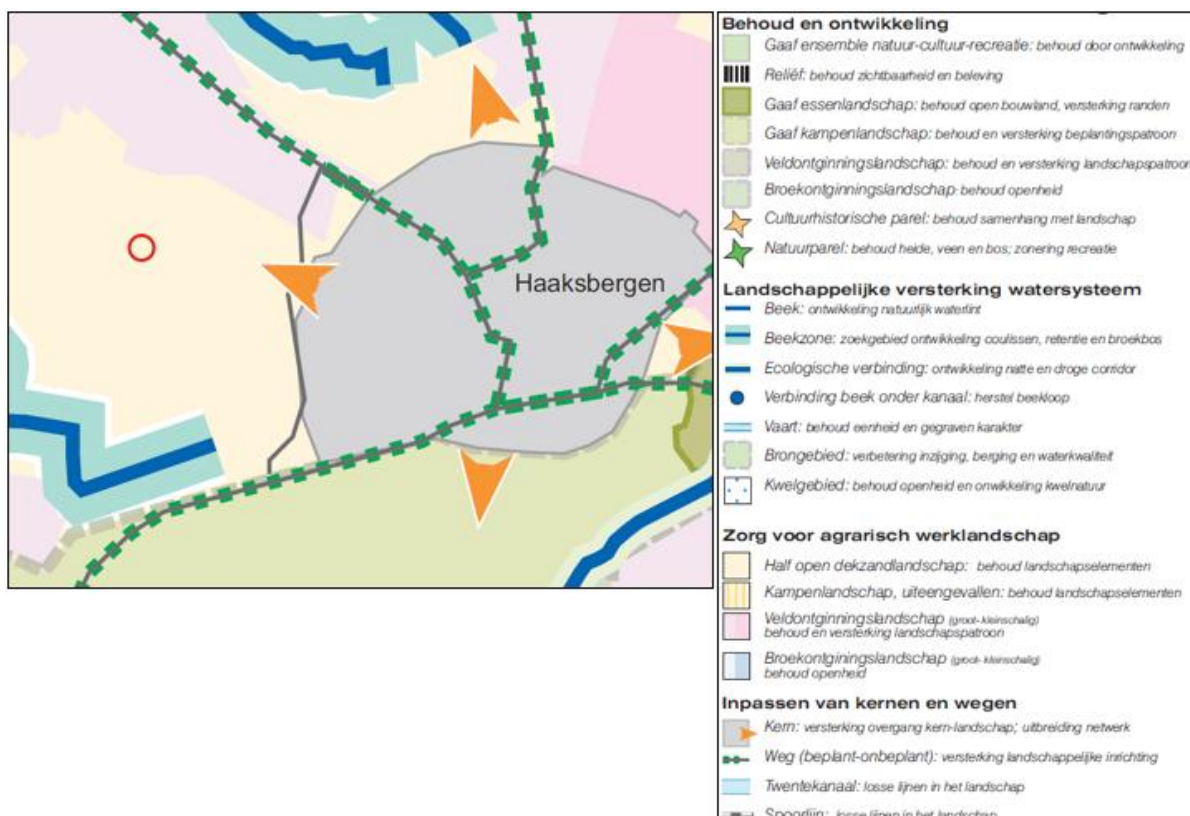 Haaksbergen
Behoud en ontwikkeling
Gaaf ensemble natuur-cultuur-recreatie: behoud door ontwikkeling
Reliëf: behoud zichtbaarheid en beleving
Gaaf essenlandschap: behoud open bouwland, versterking randen
Gaaf kampenlandschap: behoud en versterking beplantingspatroon
Veldontginningslandschap: behoud en versterking landschapspatroon
Broekontginningslandschap: behoud openheid
Cultuurhistorische parel: behoud samenhang met landschap
Natuurparel: behoud heide, veen en bos; zonering recreatie
Landschappelijke versterking watersysteem
Beek: ontwikkeling natuurlijk waterlint
Beekzone: zoekgebied ontwikkeling coulissen, retentie en broekbos
Ecologische verbinding: ontwikkeling natte en droge corridor
Verbinding beek onder kanaal: herstel beekloop
Vaart: behoud eenheid en gegraven karakter
Brongebied: verbetering inzijging, berging en waterkwaliteit
Kwelgebied: behoud openheid en onwikkeling kwelnatuur
Zorg voor agrarisch werklandschap
Half open dekzandlandschap: behoud landschapselementen
Kampenlandschap, uiteengevallen: behoud landschapselementen
Veldontginningslandschap (groot- kleinschalig)
behoud en versterking landschapspatroon
Broekontginingslandschap (groot- kleinschalig)
behoud openheid
Inpassen van kernen en wegen
Kern: versterking overgang kern-landschap; uitbreiding netwerk
Weg (beplant-onbeplant): versterking landschappelijke inrichting
Twentekanaal: losse lijnen in het landschap
Spoorlijn: losse lijnen in het landschap